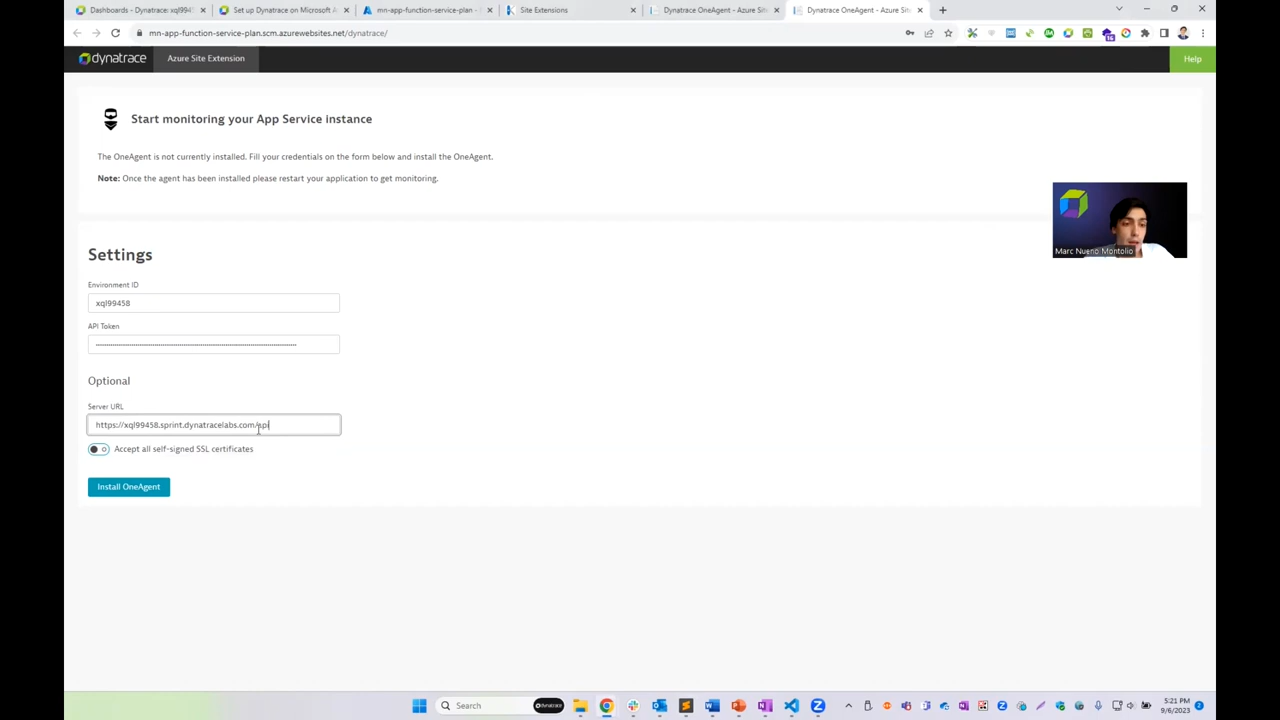 Dashboards - Dynatrace: xql9945
Set up Dynatrace on Microsoft A
mn-app-function-service-plan -
Site Extensions
Dynatrace OneAgent - Azure Site
Dynatrace OneAgent - Azure Site
mn-app-function-service-plan.scm.azurewebsites.net/dynatrace/
dynatrace
Azure Site Extension
Help
Start monitoring your App Service instance
The OneAgent is not currently installed. Fill your credentials on the form below and install the OneAgent.
Note: Once the agent has been installed please restart your application to get monitoring.
Marc Nueno Montolio
Settings
Environment ID
xql99458
API Token
Optional
Server URL
https://xql99458.sprint.dynatracelabs.com/api
Accept all self-signed SSL certificates
Install OneAgent
Search
dynatrace
5:21 PM
9/6/2023